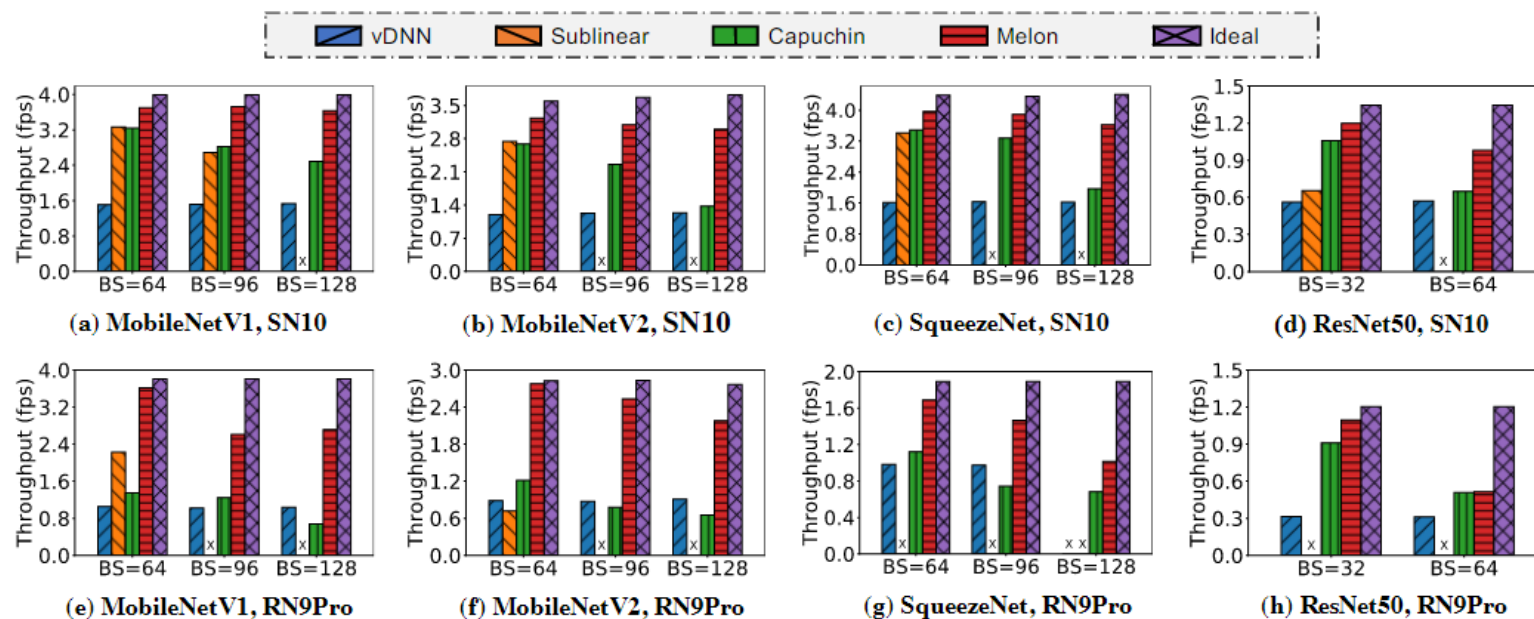 vDNN Sublinear Capuchin Melon Ideal
Throughput (fps)
4.0
3.2
2.4
1.6
0.8
0.0
x
BS=64 BS=96 BS=128
(a) MobileNetV1, SN10
Throughput (fps)
3.5
2.8
2.1
1.4
0.7
0.0
x x
BS=64 BS=96 BS=128
(b) MobileNetV2, SN10
Throughput (fps)
4.0
3.2
2.4
1.6
0.8
0.0
x x
BS=64 BS=96 BS=128
(c) SqueezeNet, SN10
Throughput (fps)
1.5
1.2
0.9
0.6
0.3
0.0
x
BS=32 BS=64
(d) ResNet50, SN10
Throughput (fps)
4.0
3.2
2.4
1.6
0.8
0.0
x x
BS=64 BS=96 BS=128
(e) MobileNetV1, RN9Pro
Throughput (fps)
3.0
2.4
1.8
1.2
0.6
0.0
x x
BS=64 BS=96 BS=128
(f) MobileNetV2, RN9Pro
Throughput (fps)
2.0
1.6
1.2
0.8
0.4
0.0
x x x x
BS=64 BS=96 BS=128
(g) SqueezeNet, RN9Pro
Throughput (fps)
1.5
1.2
0.9
0.6
0.3
0.0
x x
BS=32 BS=64
(h) ResNet50, RN9Pro